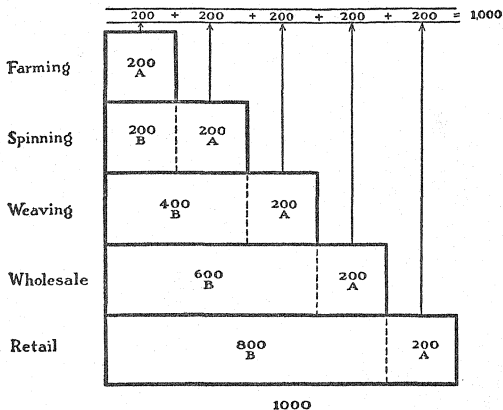 200 + 200 + 200 + 200 + 200 = 1,000
Farming 200
A
Spinning 200 200
B A
Weaving 400 200
B A
Wholesale 600 200
B A
Retail 800 200
B A
1000